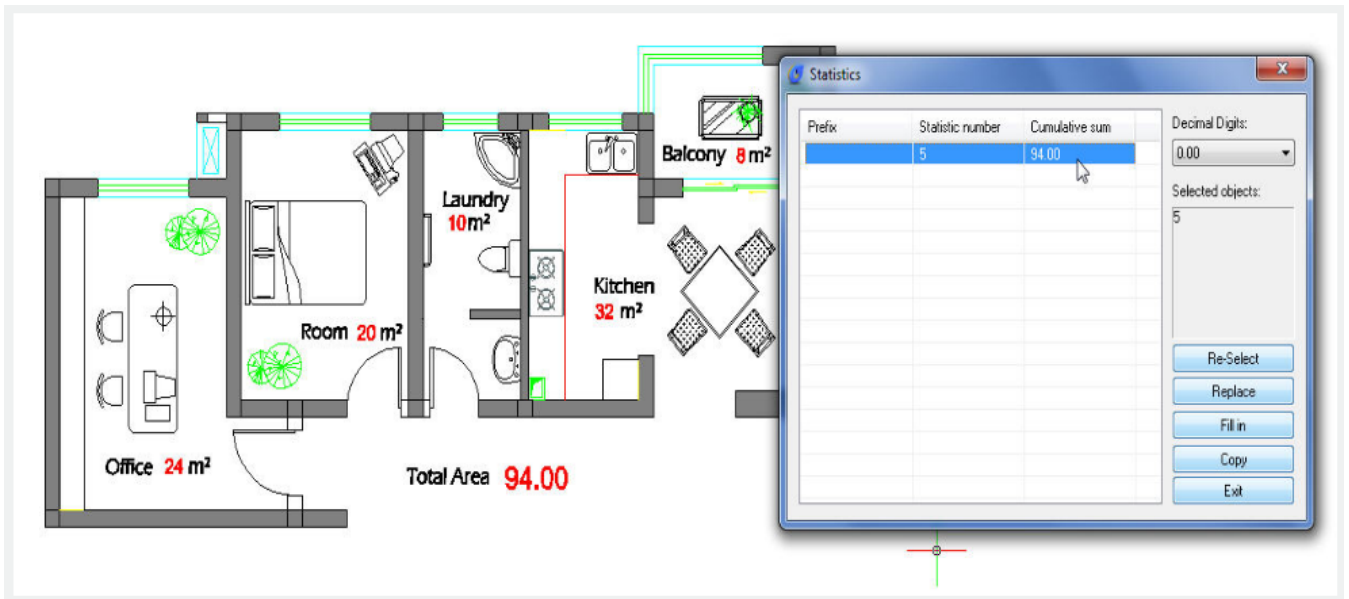 Balcony 8 m²
Laundry
10m²
Kitchen
32 m²
Room 20 m²
Office 24 m²
Total Area 94.00
Statistics
Prefix Statistic number Cumulative sum
5 94.00
Decimal Digits:
0.00
Selected objects:
5
Re-Select
Replace
Fill in
Copy
Exit